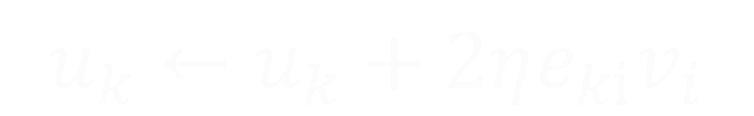 u_k ← u_k + 2ηe_{ki}v_i